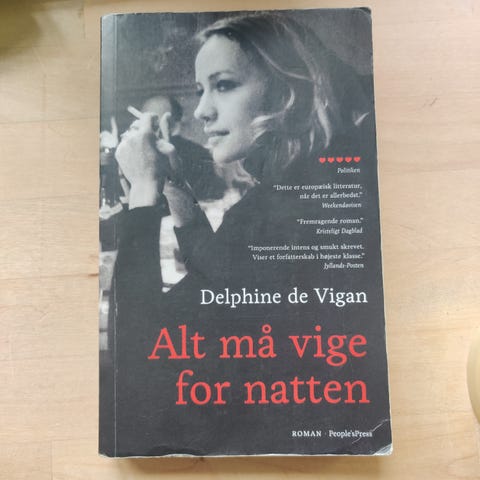 ♥♥♥♥♥
Politiken
"Dette er europæisk litteratur,
når det er allerbedst."
Weekendavisen
"Fremragende roman."
Kristeligt Dagblad
"Imponerende intens og smukt skrevet.
Viser et forfatterskab i højeste klasse."
Jyllands-Posten
Delphine de Vigan
Alt må vige
for natten
ROMAN · People'sPress